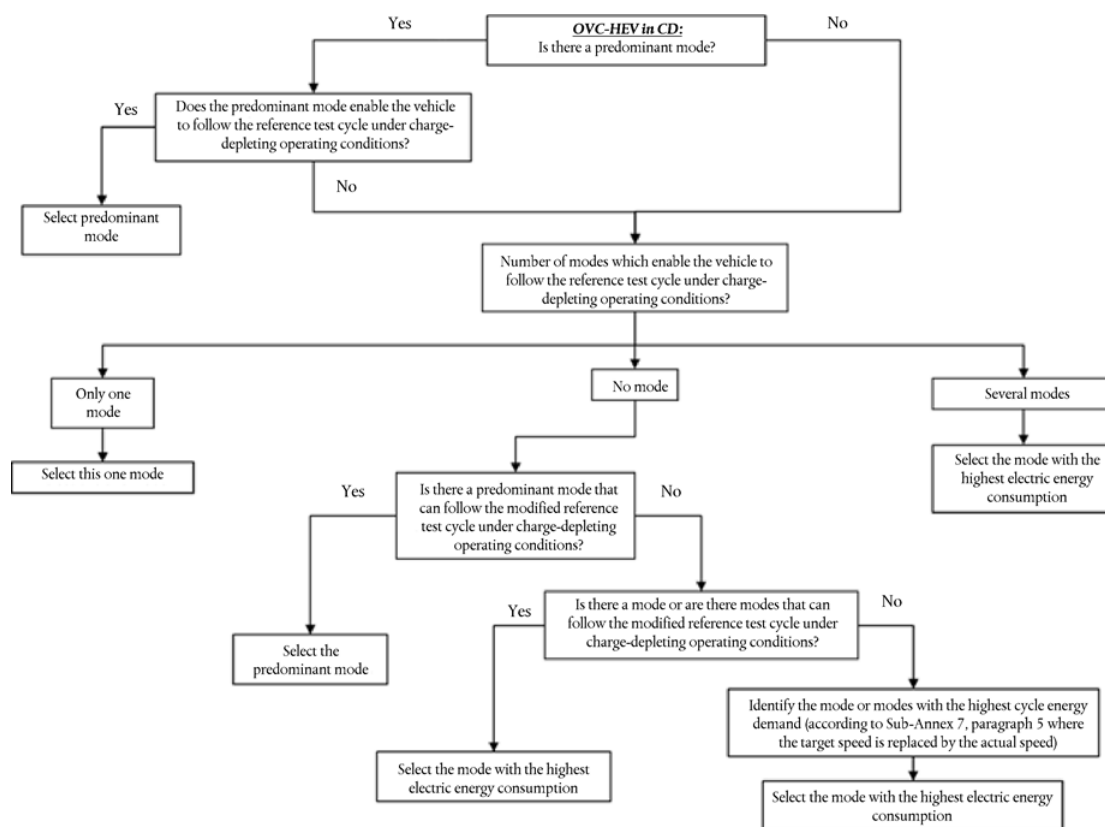 Yes
OVC-HEV in CD:
Is there a predominant mode?
No
Yes
Does the predominant mode enable the vehicle
to follow the reference test cycle under charge-
depleting operating conditions?
No
Select predominant
mode
Number of modes which enable the vehicle to
follow the reference test cycle under charge-
depleting operating conditions?
Only one
mode
No mode
Several modes
Select this one mode
Select the mode with the
highest electric energy
consumption
Yes
Is there a predominant mode that
can follow the modified reference
test cycle under charge-depleting
operating conditions?
No
Yes
Is there a mode or are there modes that can
follow the modified reference test cycle under
charge-depleting operating conditions?
No
Select the
predominant mode
Identify the mode or modes with the highest cycle energy
demand (according to Sub-Annex 7, paragraph 5 where
the target speed is replaced by the actual speed)
Select the mode with the highest
electric energy consumption
Select the mode with the highest electric energy
consumption